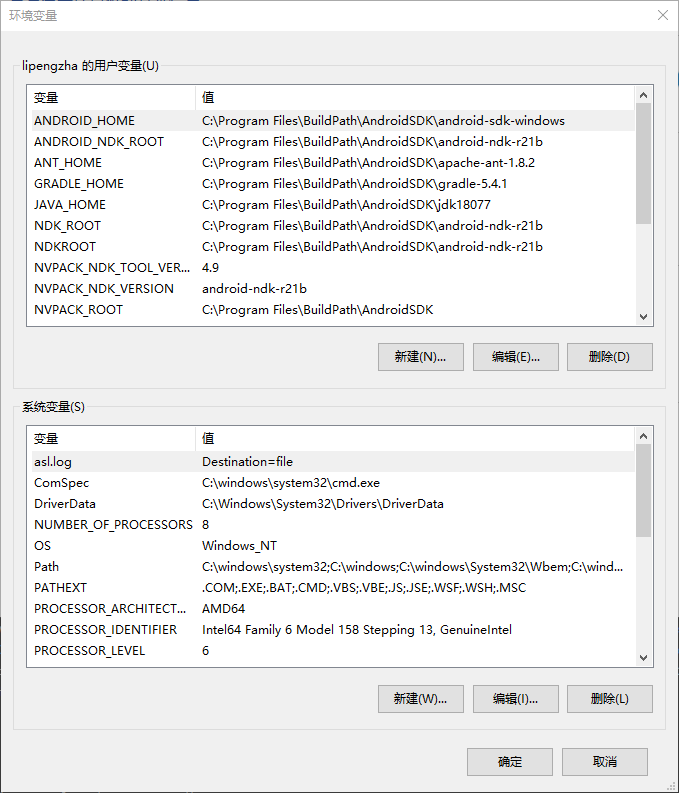 环境变量
lipengzha 的用户变量(U)
变量 值
ANDROID_HOME C:\Program Files\BuildPath\AndroidSDK\android-sdk-windows
ANDROID_NDK_ROOT C:\Program Files\BuildPath\AndroidSDK\android-ndk-r21b
ANT_HOME C:\Program Files\BuildPath\AndroidSDK\apache-ant-1.8.2
GRADLE_HOME C:\Program Files\BuildPath\AndroidSDK\gradle-5.4.1
JAVA_HOME C:\Program Files\BuildPath\AndroidSDK\jdk18077
NDK_ROOT C:\Program Files\BuildPath\AndroidSDK\android-ndk-r21b
NDKROOT C:\Program Files\BuildPath\AndroidSDK\android-ndk-r21b
NVPACK_NDK_TOOL_VER... 4.9
NVPACK_NDK_VERSION android-ndk-r21b
NVPACK_ROOT C:\Program Files\BuildPath\AndroidSDK
新建(N)... 编辑(E)... 删除(D)
系统变量(S)
变量 值
asl.log Destination=file
ComSpec C:\windows\system32\cmd.exe
DriverData C:\Windows\System32\Drivers\DriverData
NUMBER_OF_PROCESSORS 8
OS Windows_NT
Path C:\windows\system32;C:\windows;C:\windows\System32\Wbem;C:\wind...
PATHEXT .COM;.EXE;.BAT;.CMD;.VBS;.VBE;.JS;.JSE;.WSF;.WSH;.MSC
PROCESSOR_ARCHITECT... AMD64
PROCESSOR_IDENTIFIER Intel64 Family 6 Model 158 Stepping 13, GenuineIntel
PROCESSOR_LEVEL 6
新建(W)... 编辑(I)... 删除(L)
确定 取消